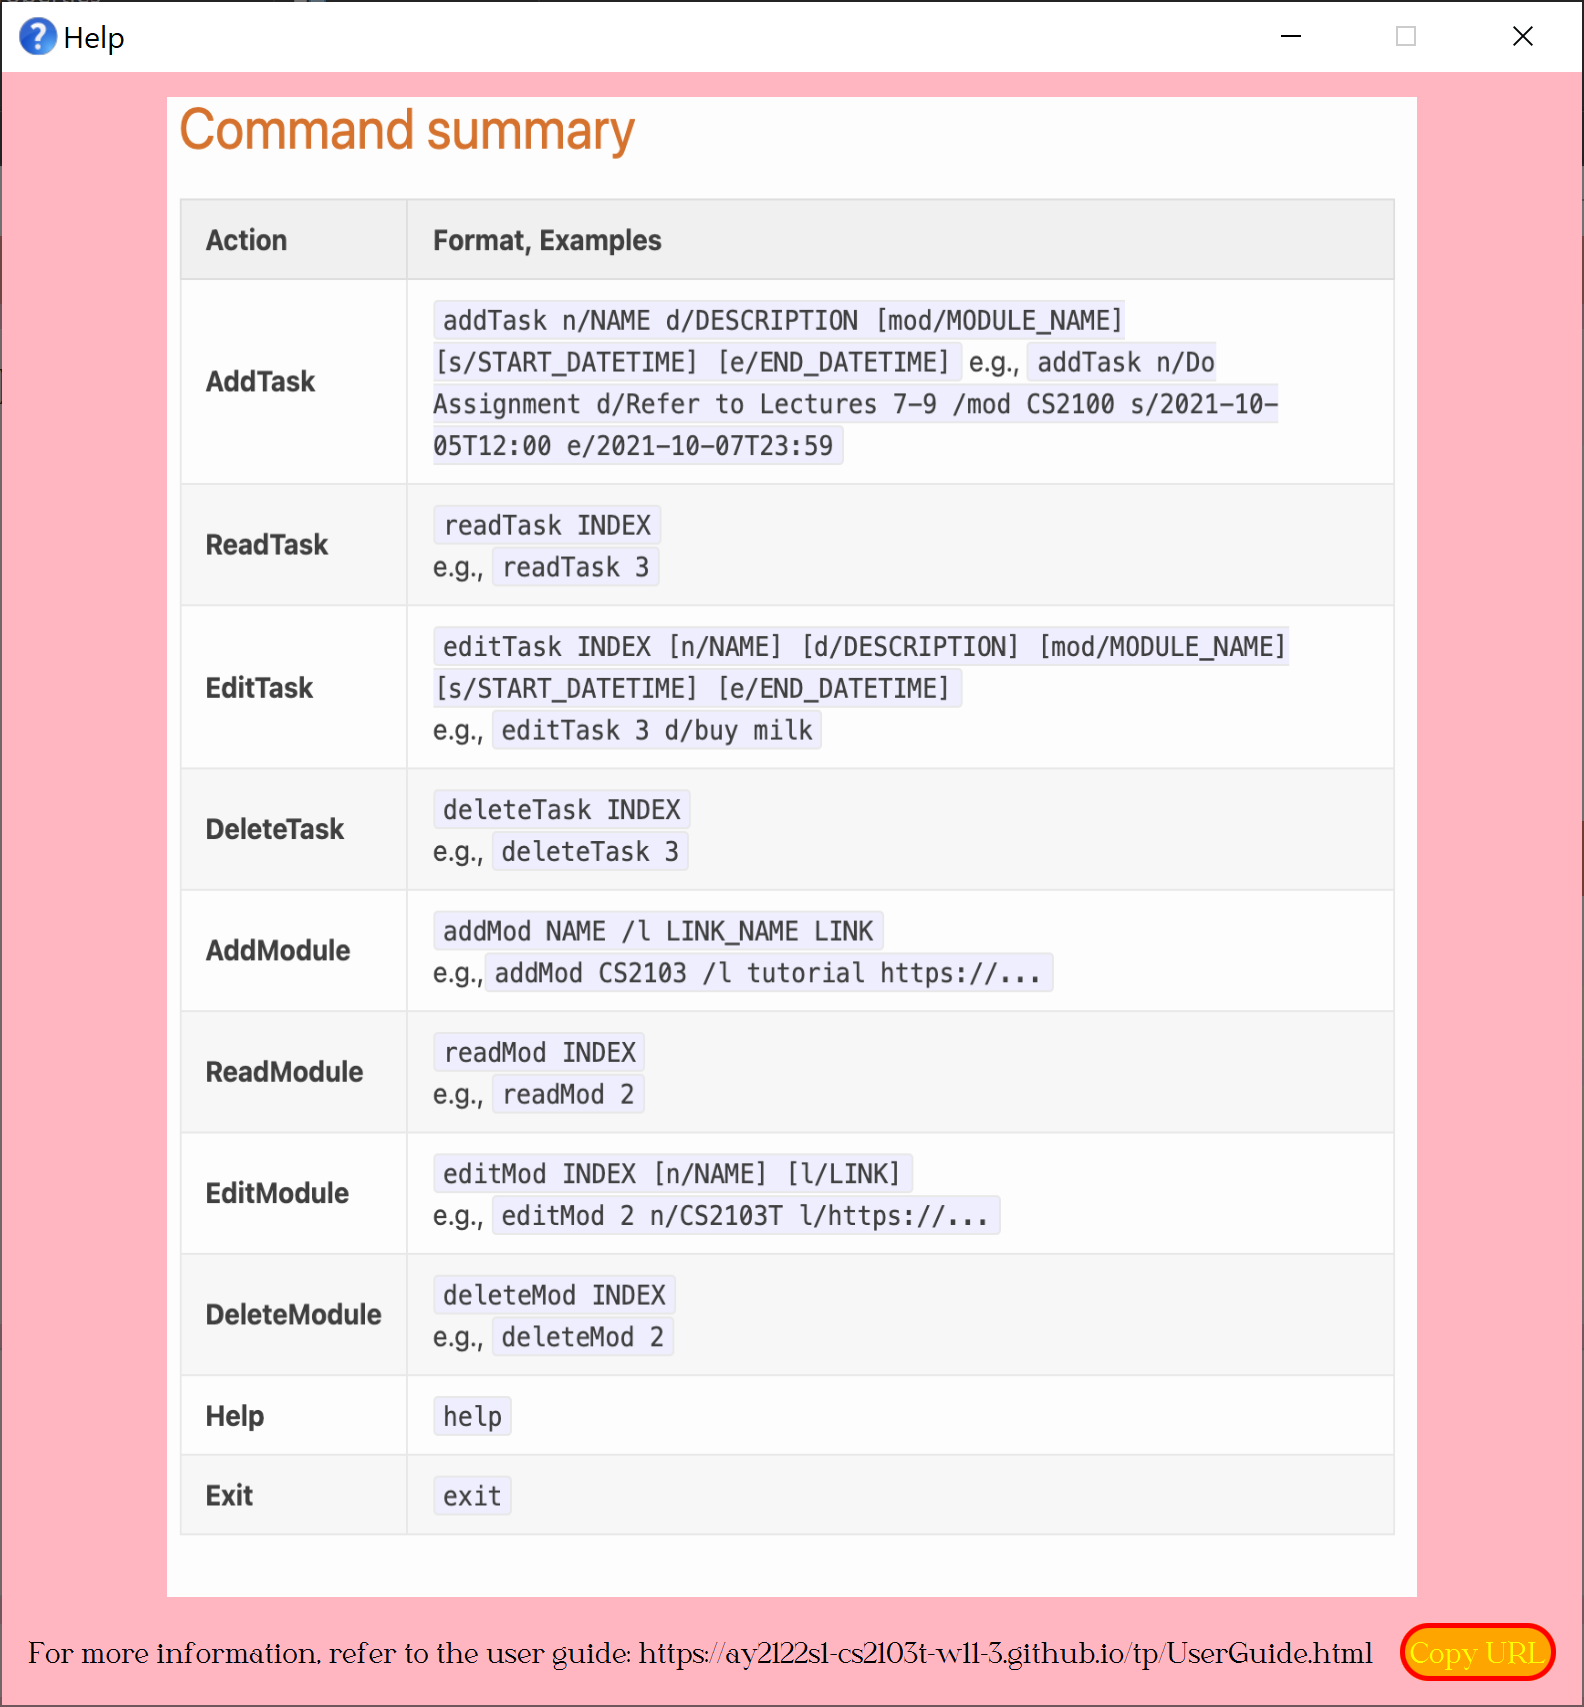 Help
Command summary
Action
Format, Examples
AddTask
addTask n/NAME d/DESCRIPTION [mod/MODULE_NAME]
[s/START_DATETIME] [e/END_DATETIME] e.g., addTask n/Do
Assignment d/Refer to Lectures 7-9 /mod CS2100 s/2021-10-
05T12:00 e/2021-10-07T23:59
ReadTask
readTask INDEX
e.g., readTask 3
EditTask
editTask INDEX [n/NAME] [d/DESCRIPTION] [mod/MODULE_NAME]
[s/START_DATETIME] [e/END_DATETIME]
e.g., editTask 3 d/buy milk
DeleteTask
deleteTask INDEX
e.g., deleteTask 3
AddModule
addMod NAME /l LINK_NAME LINK
e.g., addMod CS2103 /l tutorial https://...
ReadModule
readMod INDEX
e.g., readMod 2
EditModule
editMod INDEX [n/NAME] [l/LINK]
e.g., editMod 2 n/CS2103T l/https://...
DeleteModule
deleteMod INDEX
e.g., deleteMod 2
Help
help
Exit
exit
For more information, refer to the user guide: https://ay2122s1-cs2103t-w11-3.github.io/tp/UserGuide.html
Copy URL